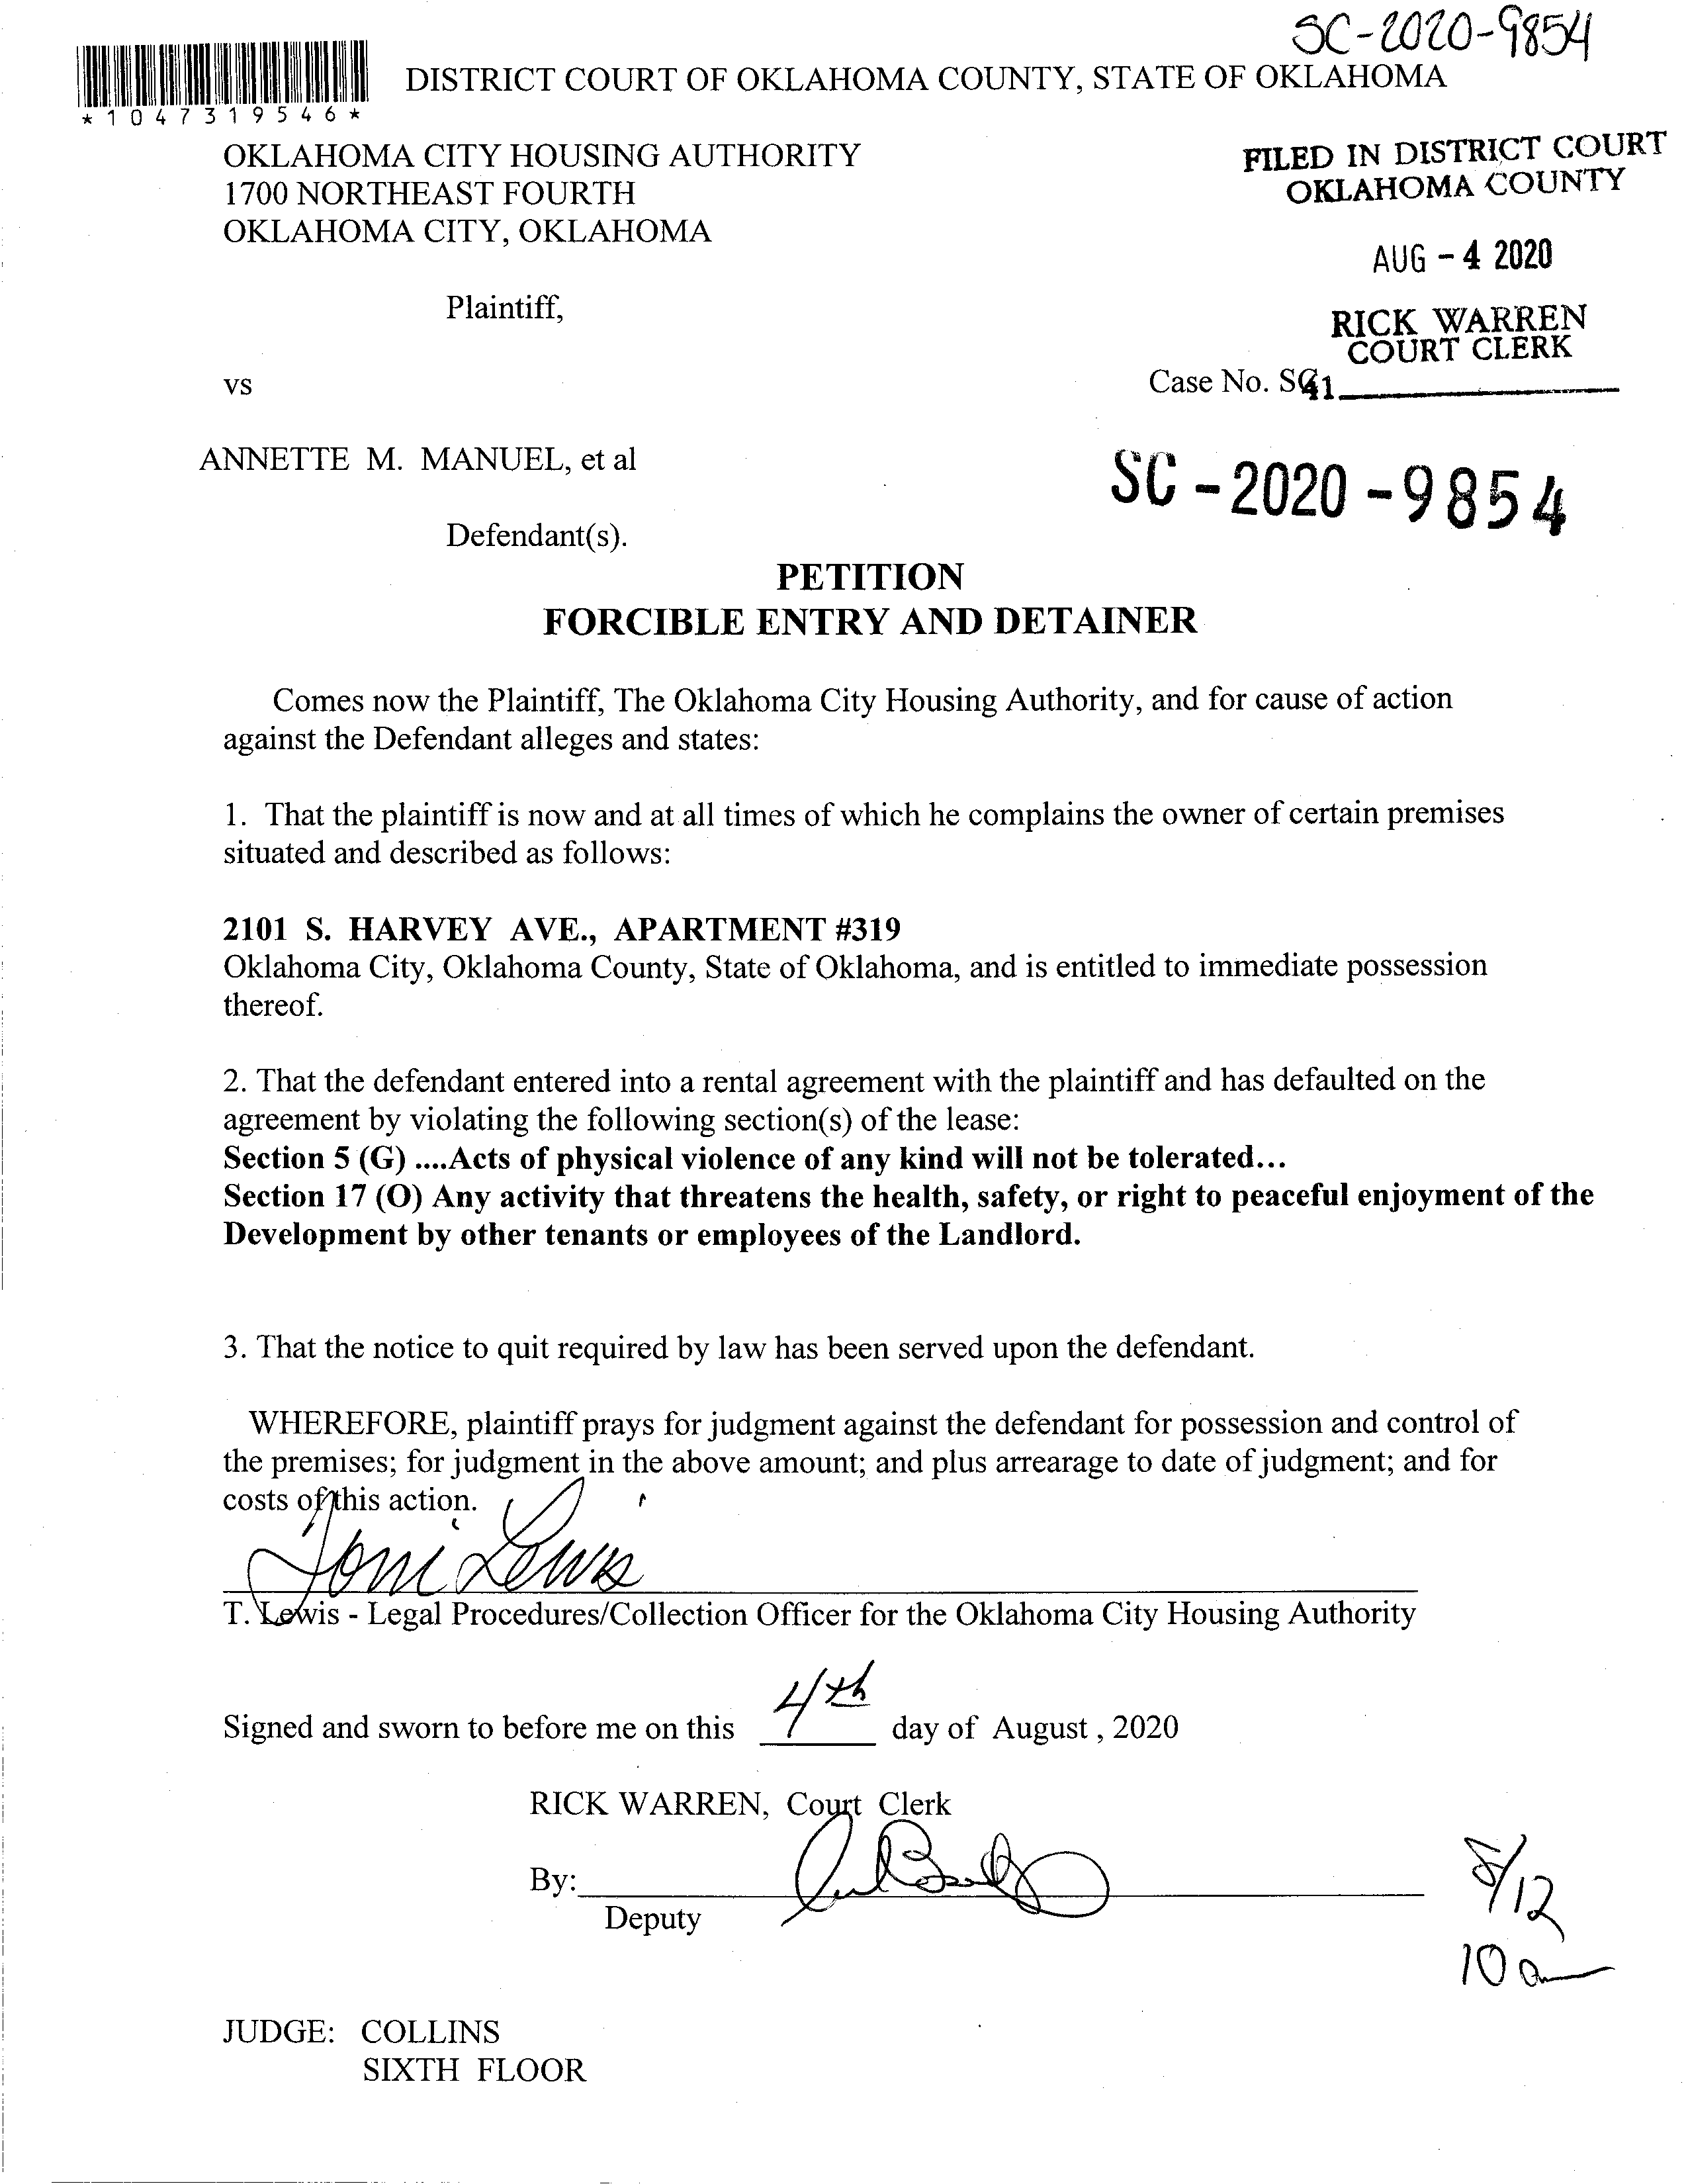 SC-2020-9854
*1047319546*
DISTRICT COURT OF OKLAHOMA COUNTY, STATE OF OKLAHOMA
OKLAHOMA CITY HOUSING AUTHORITY
1700 NORTHEAST FOURTH
OKLAHOMA CITY, OKLAHOMA
FILED IN DISTRICT COURT
OKLAHOMA COUNTY
AUG - 4 2020
RICK WARREN
COURT CLERK
Plaintiff,
vs
Case No. SC
41
ANNETTE M. MANUEL, et al
SC - 2020 - 9854
Defendant(s).
PETITION
FORCIBLE ENTRY AND DETAINER
Comes now the Plaintiff, The Oklahoma City Housing Authority, and for cause of action
against the Defendant alleges and states:
1. That the plaintiff is now and at all times of which he complains the owner of certain premises
situated and described as follows:
2101 S. HARVEY AVE., APARTMENT #319
Oklahoma City, Oklahoma County, State of Oklahoma, and is entitled to immediate possession
thereof.
2. That the defendant entered into a rental agreement with the plaintiff and has defaulted on the
agreement by violating the following section(s) of the lease:
Section 5 (G) ....Acts of physical violence of any kind will not be tolerated...
Section 17 (O) Any activity that threatens the health, safety, or right to peaceful enjoyment of the
Development by other tenants or employees of the Landlord.
3. That the notice to quit required by law has been served upon the defendant.
WHEREFORE, plaintiff prays for judgment against the defendant for possession and control of
the premises; for judgment in the above amount; and plus arrearage to date of judgment; and for
costs of this action.
Toni Lewis
T. Lewis - Legal Procedures/Collection Officer for the Oklahoma City Housing Authority
Signed and sworn to before me on this 4th day of August , 2020
RICK WARREN, Court Clerk
By:
Deputy
8/12
10 a
JUDGE: COLLINS
SIXTH FLOOR